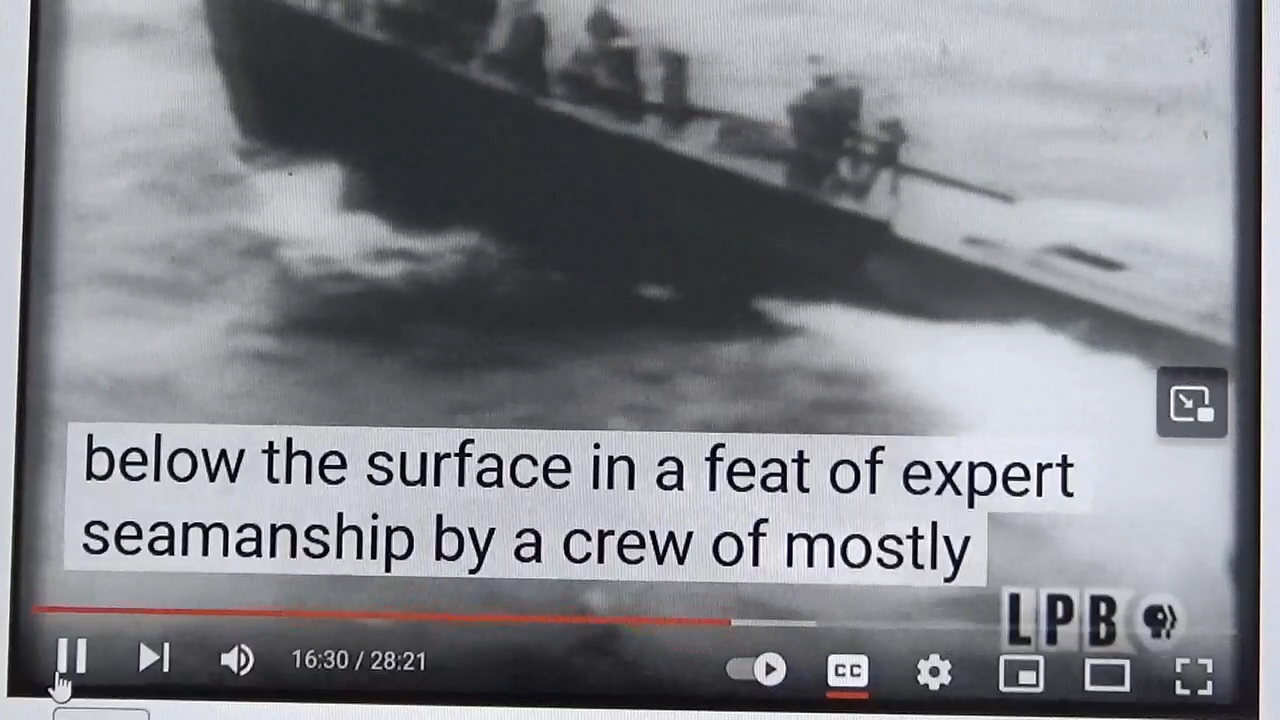 below the surface in a feat of expert
seamanship by a crew of mostly
LPB
16:30 / 28:21
CC